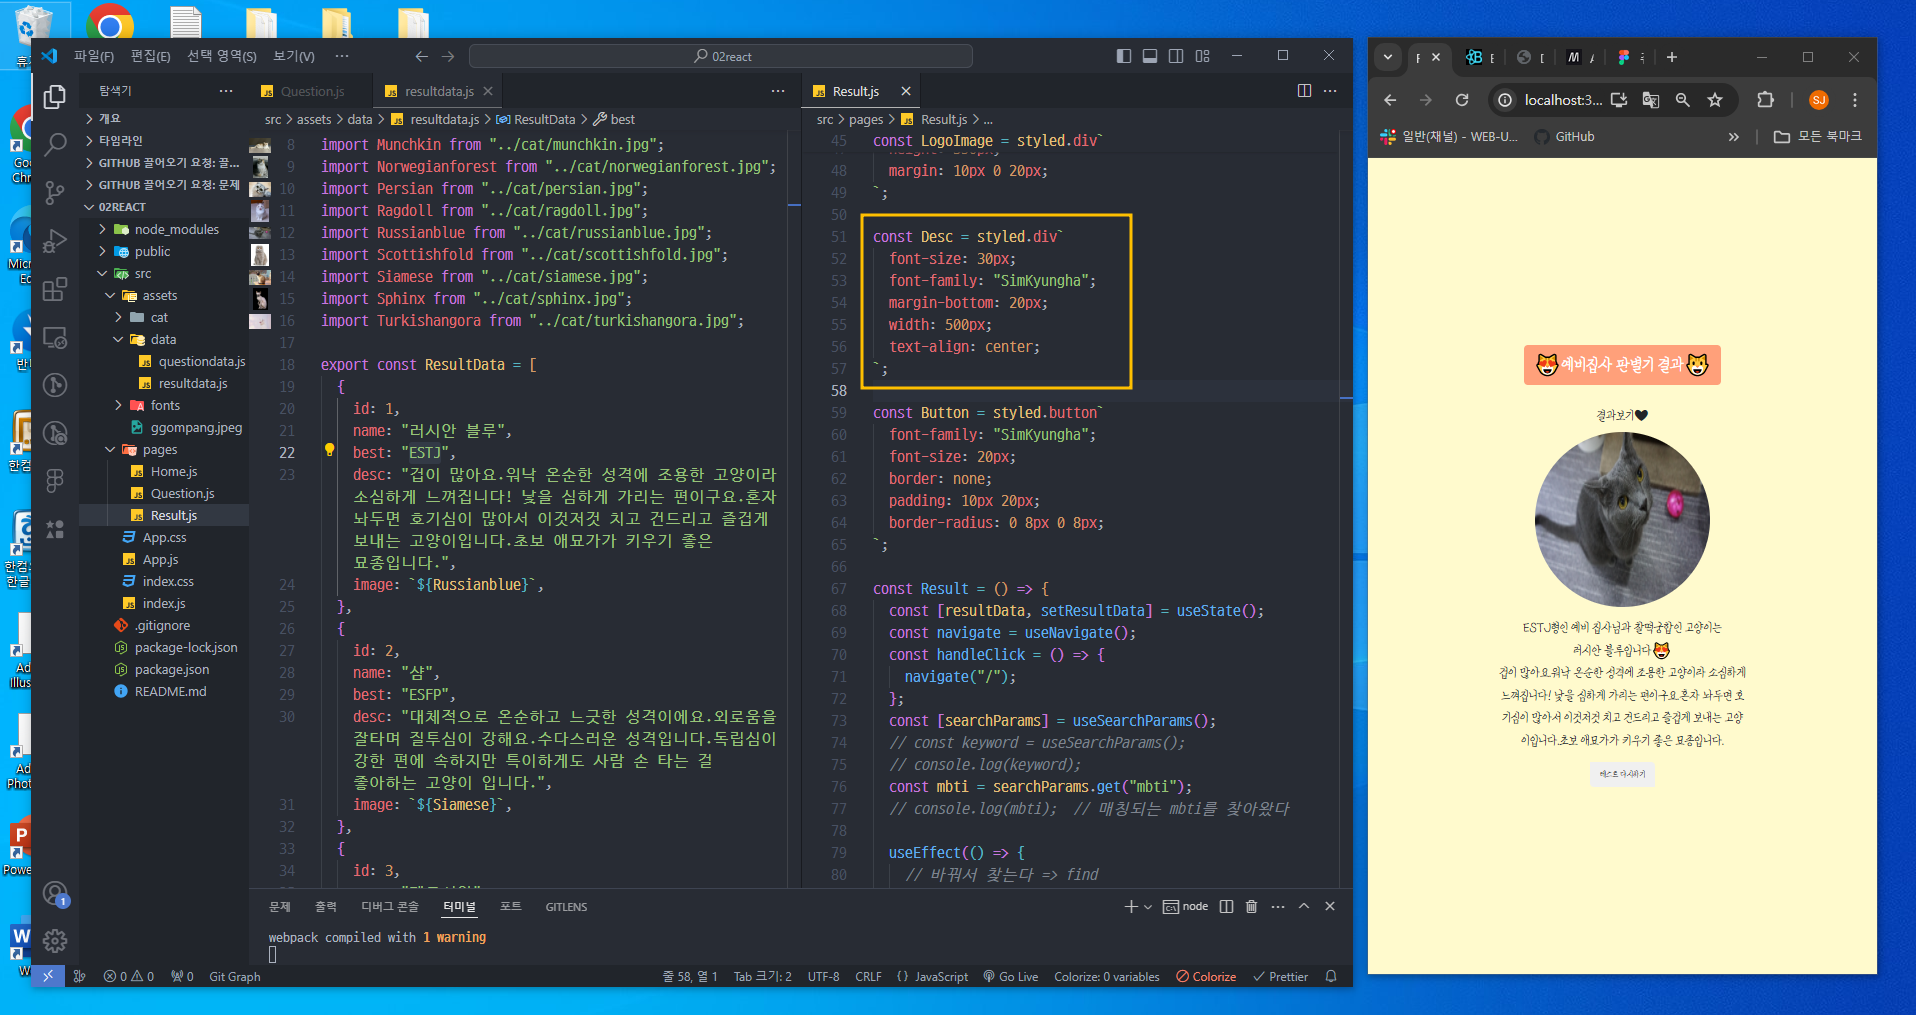 파일(F) 편집(E) 선택 영역(S) 보기(V) ···
02react
탐색기
개요
타임라인
GITHUB 끌어오기 요청: 끌...
GITHUB 끌어오기 요청: 문제
02REACT
node_modules
public
src
assets
cat
data
questiondata.js
resultdata.js
fonts
ggompang.jpeg
pages
Home.js
Question.js
Result.js
App.css
App.js
index.css
index.js
.gitignore
package-lock.json
package.json
README.md
Question.js
resultdata.js
src > assets > data > resultdata.js > ResultData > best
8 import Munchkin from "../cat/munchkin.jpg";
9 import Norwegianforest from "../cat/norwegianforest.jpg";
10 import Persian from "../cat/persian.jpg";
11 import Ragdoll from "../cat/ragdoll.jpg";
12 import Russianblue from "../cat/russianblue.jpg";
13 import Scottishfold from "../cat/scottishfold.jpg";
14 import Siamese from "../cat/siamese.jpg";
15 import Sphinx from "../cat/sphinx.jpg";
16 import Turkishangora from "../cat/turkishangora.jpg";
17
18 export const ResultData = [
19 {
20 id: 1,
21 name: "러시안 블루",
22 best: "ESTJ",
23 desc: "겁이 많아요.워낙 온순한 성격에 조용한 고양이라
소심하게 느껴집니다! 낯을 심하게 가리는 편이구요.혼자
놔두면 호기심이 많아서 이것저것 치고 건드리고 즐겁게
보내는 고양이입니다.초보 애묘가가 키우기 좋은
묘종입니다.",
24 image: `${Russianblue}`,
25 },
26 {
27 id: 2,
28 name: "샴",
29 best: "ESFP",
30 desc: "대체적으로 온순하고 느긋한 성격이에요.외로움을
잘타며 질투심이 강해요.수다스러운 성격입니다.독립심이
강한 편에 속하지만 특이하게도 사람 손 타는 걸
좋아하는 고양이 입니다.",
31 image: `${Siamese}`,
32 },
33 {
34 id: 3,
Result.js
src > pages > Result.js > ...
45 const LogoImage = styled.div`
48 margin: 10px 0 20px;
49 `;
50
51 const Desc = styled.div`
52 font-size: 30px;
53 font-family: "SimKyungha";
54 margin-bottom: 20px;
55 width: 500px;
56 text-align: center;
57 `;
58
59 const Button = styled.button`
60 font-family: "SimKyungha";
61 font-size: 20px;
62 border: none;
63 padding: 10px 20px;
64 border-radius: 0 8px 0 8px;
65 `;
66
67 const Result = () => {
68 const [resultData, setResultData] = useState();
69 const navigate = useNavigate();
70 const handleClick = () => {
71 navigate("/");
72 };
73 const [searchParams] = useSearchParams();
74 // const keyword = useSearchParams();
75 // console.log(keyword);
76 const mbti = searchParams.get("mbti");
77 // console.log(mbti); // 매칭되는 mbti를 찾아왔다
78
79 useEffect(() => {
80 // 바꿔서 찾는다 => find
문제 출력 디버그 콘솔 터미널 포트 GITLENS
node
webpack compiled with 1 warning
0 0 0 Git Graph
줄 58, 열 1 Tab 크기: 2 UTF-8 CRLF {} JavaScript Go Live Colorize: 0 variables Colorize Prettier
localhost:3...
SJ
일반(채널) - WEB-U... GitHub » 모든 북마크
예비집사 판별기 결과
결과보기🖤
ESTJ형인 예비 집사님과 찰떡궁합인 고양이는
러시안 블루입니다😻
겁이 많아요.워낙 온순한 성격에 조용한 고양이라 소심하게
느껴집니다! 낯을 심하게 가리는 편이구요.혼자 놔두면 호
기심이 많아서 이것저것 치고 건드리고 즐겁게 보내는 고양
이입니다.초보 애묘가가 키우기 좋은 묘종입니다.
테스트 다시하기